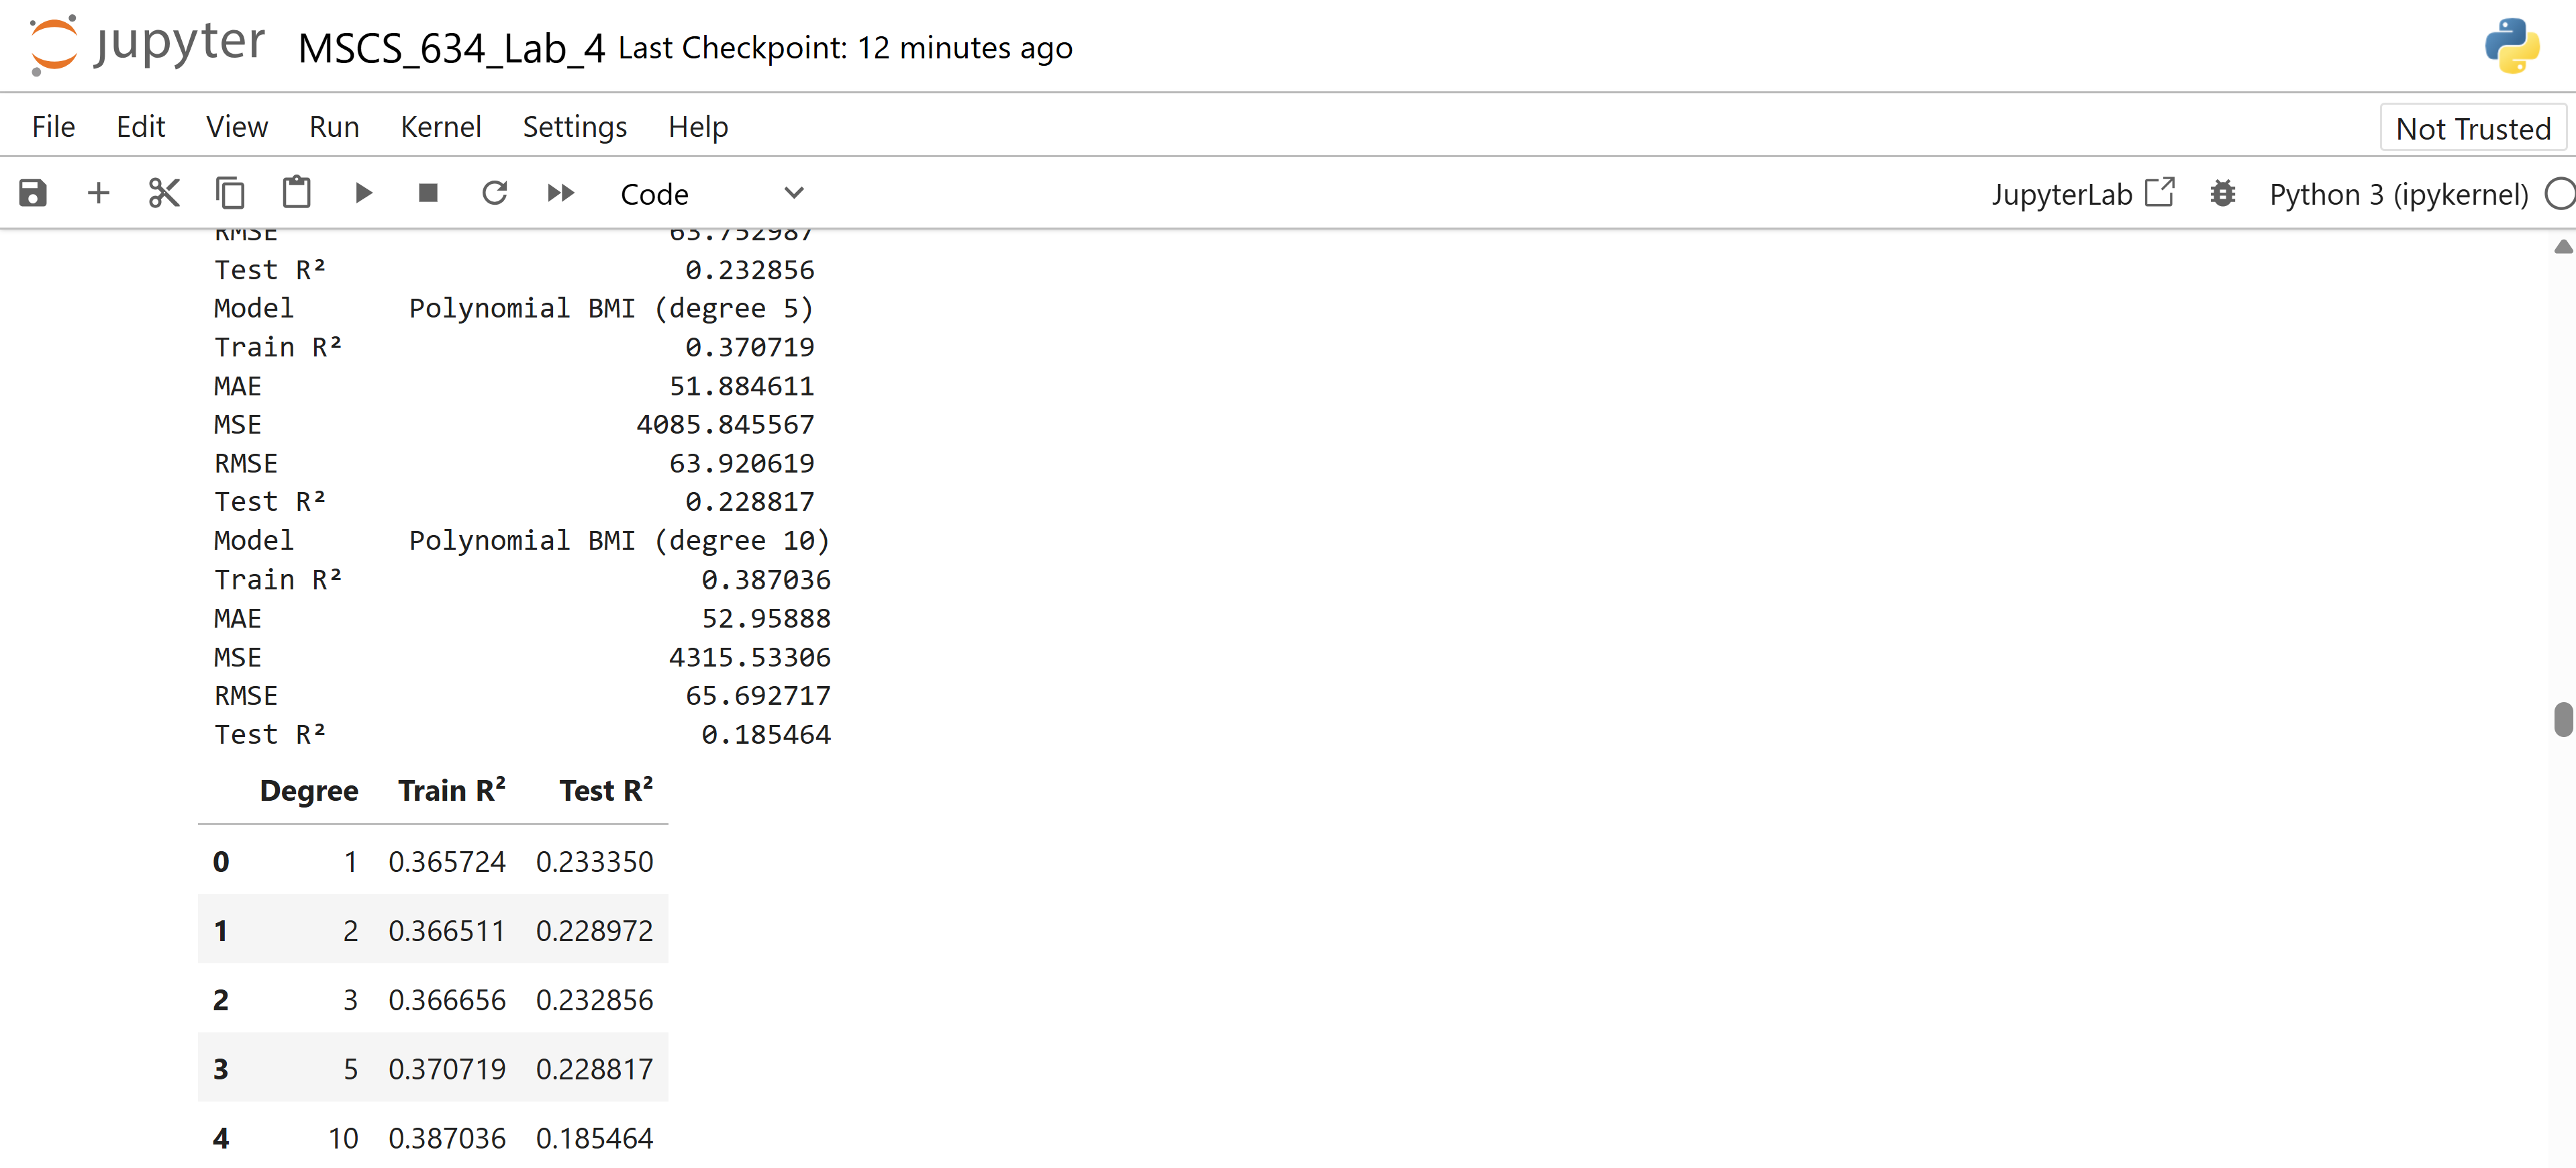 jupyter MSCS_634_Lab_4 Last Checkpoint: 12 minutes ago
File Edit View Run Kernel Settings Help Not Trusted
Code JupyterLab Python 3 (ipykernel)
RMSE 63.752987
Test R² 0.232856
Model Polynomial BMI (degree 5)
Train R² 0.370719
MAE 51.884611
MSE 4085.845567
RMSE 63.920619
Test R² 0.228817
Model Polynomial BMI (degree 10)
Train R² 0.387036
MAE 52.95888
MSE 4315.53306
RMSE 65.692717
Test R² 0.185464
Degree Train R² Test R²
0 1 0.365724 0.233350
1 2 0.366511 0.228972
2 3 0.366656 0.232856
3 5 0.370719 0.228817
4 10 0.387036 0.185464